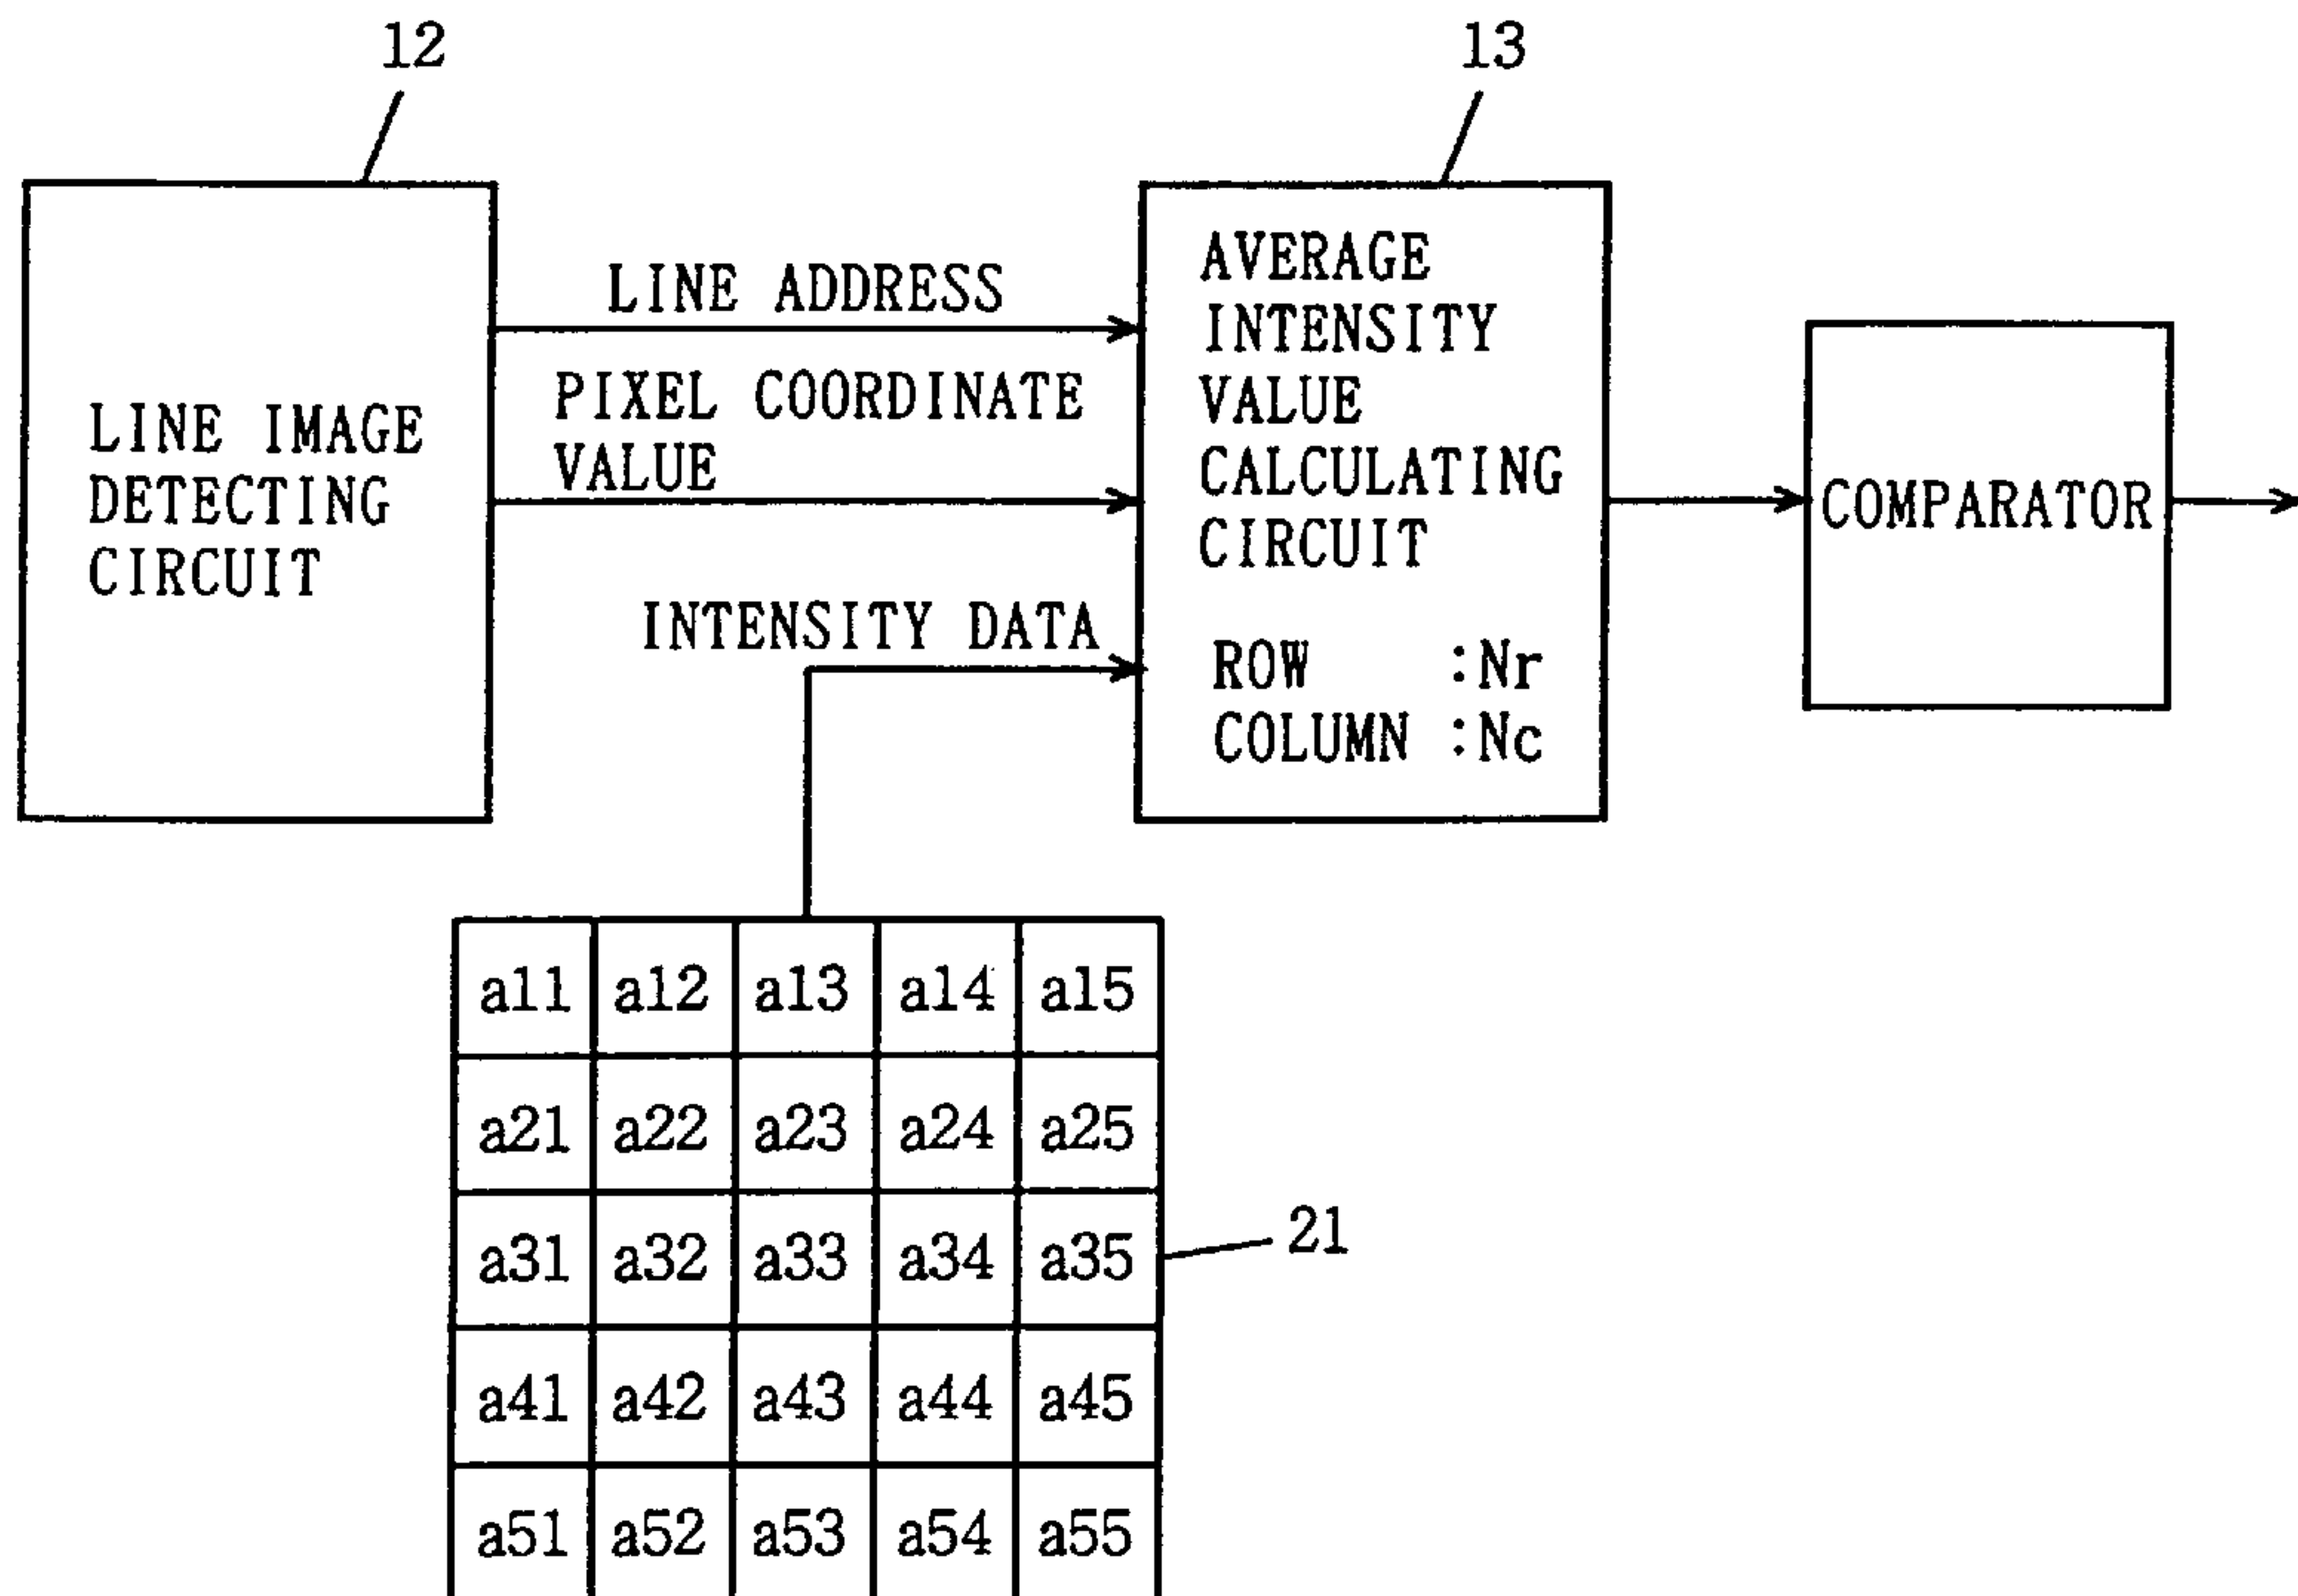 12
13
LINE IMAGE
DETECTING
CIRCUIT
LINE ADDRESS
PIXEL COORDINATE
VALUE
INTENSITY DATA
AVERAGE
INTENSITY
VALUE
CALCULATING
CIRCUIT
ROW :Nr
COLUMN :Nc
COMPARATOR
a11 a12 a13 a14 a15
a21 a22 a23 a24 a25
a31 a32 a33 a34 a35
21
a41 a42 a43 a44 a45
a51 a52 a53 a54 a55